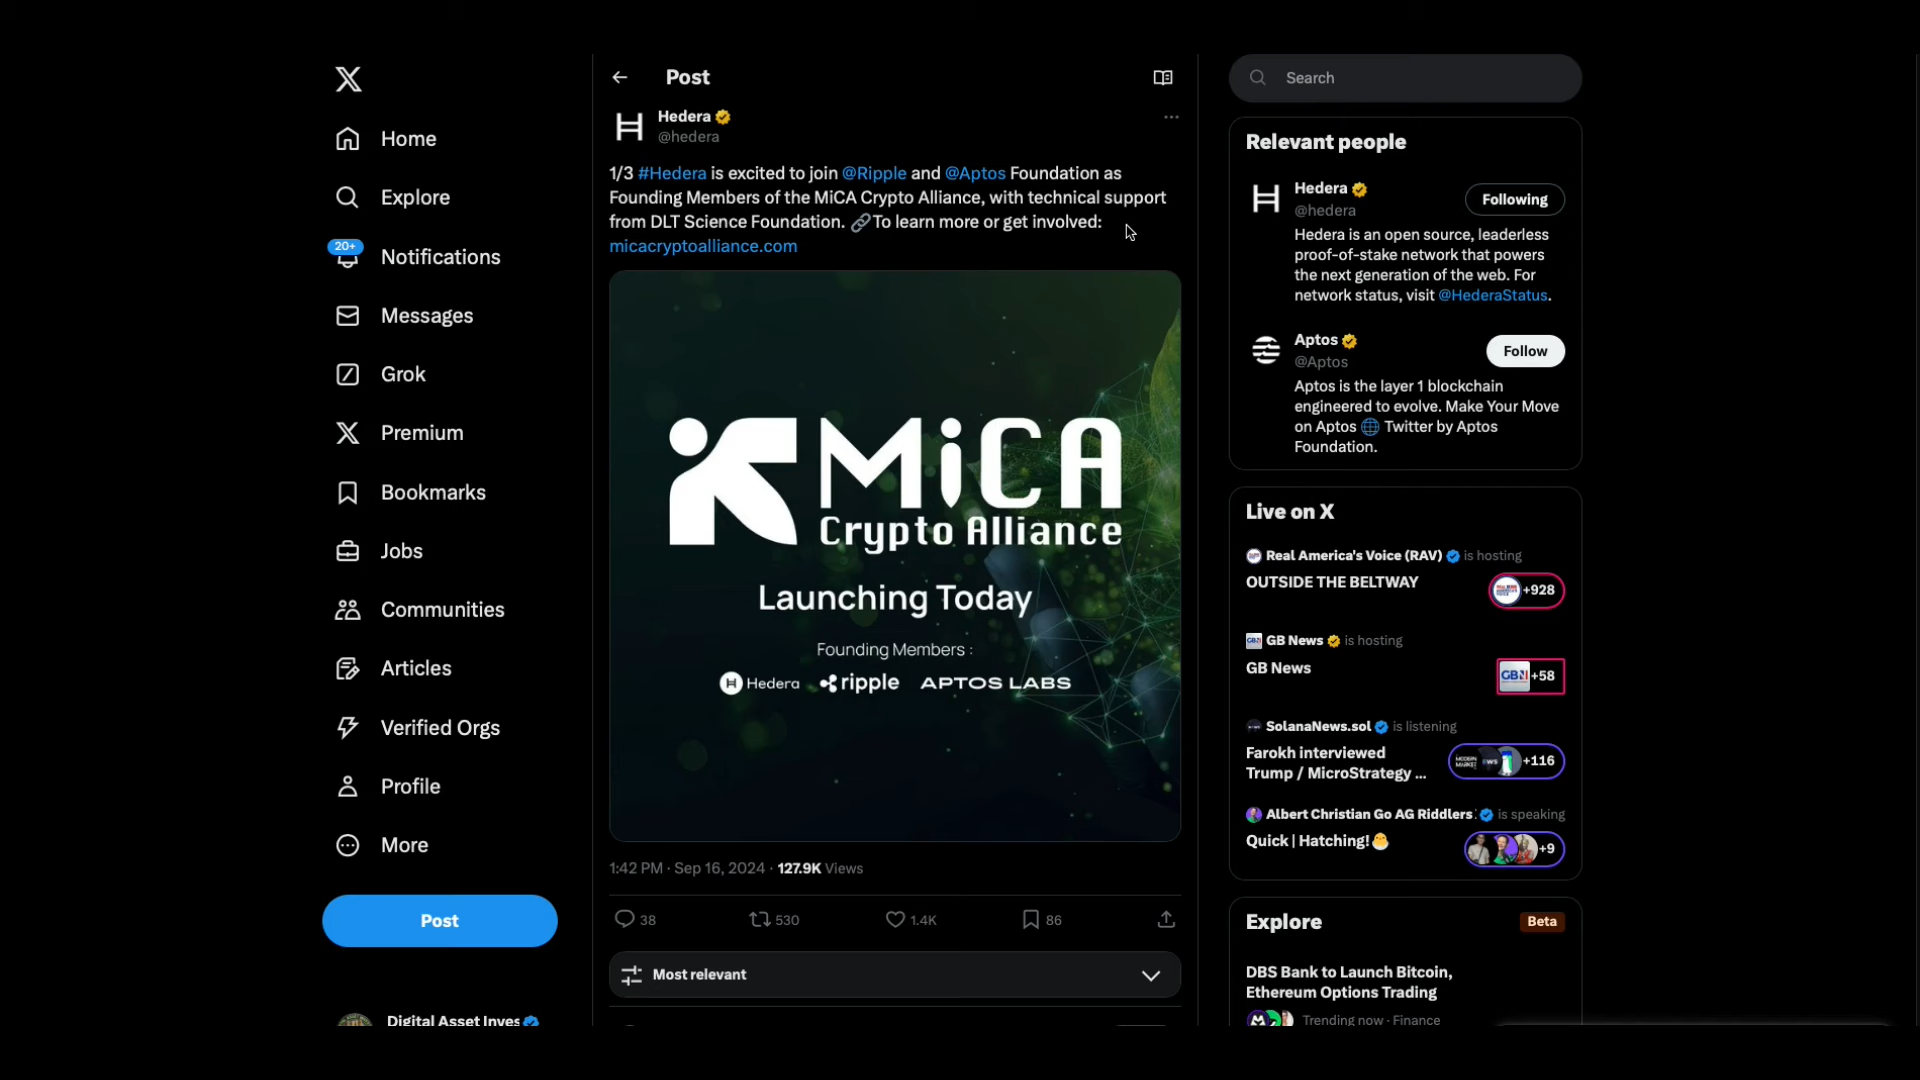 Home
Explore
20+
Notifications
Messages
Grok
Premium
Bookmarks
Jobs
Communities
Articles
Verified Orgs
Profile
More
Post
Digital Asset Inves
Post
Hedera
@hedera
1/3 #Hedera is excited to join @Ripple and @Aptos Foundation as
Founding Members of the MiCA Crypto Alliance, with technical support
from DLT Science Foundation. 🔗To learn more or get involved:
micacryptoalliance.com
MiCA
Crypto Alliance
Launching Today
Founding Members :
Hedera ripple APTOS LABS
1:42 PM · Sep 16, 2024 · 127.9K Views
38 530 1.4K 86
Most relevant
Search
Relevant people
Hedera
@hedera
Following
Hedera is an open source, leaderless
proof-of-stake network that powers
the next generation of the web. For
network status, visit @HederaStatus.
Aptos
@Aptos
Follow
Aptos is the layer 1 blockchain
engineered to evolve. Make Your Move
on Aptos 🌐 Twitter by Aptos
Foundation.
Live on X
Real America's Voice (RAV) is hosting
OUTSIDE THE BELTWAY
+928
GB News is hosting
GB News
GBN +58
SolanaNews.sol is listening
Farokh interviewed
Trump / MicroStrategy ...
+116
Albert Christian Go AG Riddlers is speaking
Quick | Hatching!🐣
+9
Explore
Beta
DBS Bank to Launch Bitcoin,
Ethereum Options Trading
Trending now · Finance